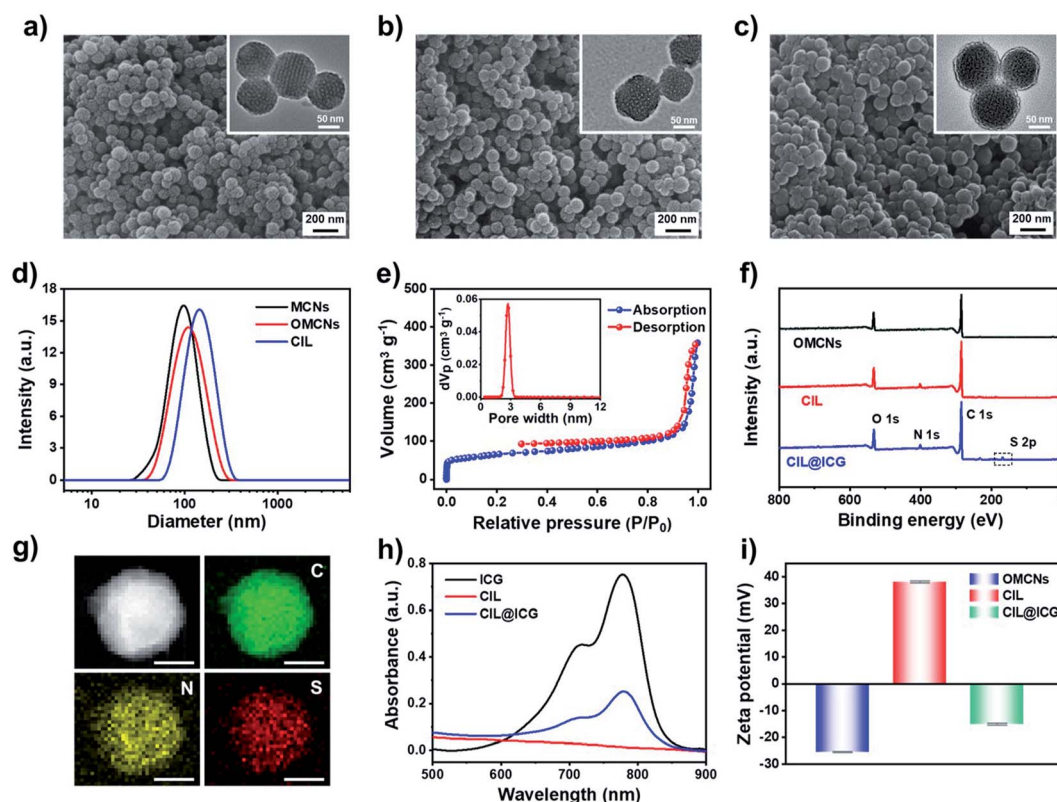 a)
50 nm
200 nm
b)
50 nm
200 nm
c)
50 nm
200 nm
d)
Intensity (a.u.)
18
15
12
9
6
3
0
MCNs
OMCNs
CIL
10
100
1000
Diameter (nm)
e)
Volume (cm³ g⁻¹)
500
400
300
200
100
0
dVp (cm³ g⁻¹)
0.06
0.04
0.02
0.00
0 3 6 9 12
Pore width (nm)
Absorption
Desorption
0.0 0.2 0.4 0.6 0.8 1.0
Relative pressure (P/P₀)
f)
Intensity (a.u.)
OMCNs
CIL
CIL@ICG
O 1s
N 1s
C 1s
S 2p
800 600 400 200
Binding energy (eV)
g)
C
N
S
h)
Absorbance (a.u.)
0.8
0.6
0.4
0.2
0.0
ICG
CIL
CIL@ICG
500 600 700 800 900
Wavelength (nm)
i)
Zeta potential (mV)
40
30
20
10
0
-10
-20
-30
OMCNs
CIL
CIL@ICG